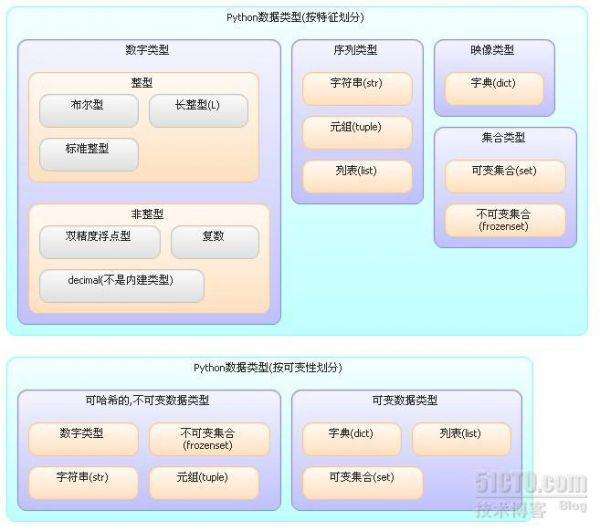 Python数据类型(按特征划分)
数字类型
整型
布尔型
长整型(L)
标准整型
非整型
双精度浮点型
复数
decimal(不是内建类型)
序列类型
字符串(str)
元组(tuple)
列表(list)
映像类型
字典(dict)
集合类型
可变集合(set)
不可变集合
(frozenset)
Python数据类型(按可变性划分)
可哈希的,不可变数据类型
数字类型
不可变集合
(frozenset)
字符串(str)
元组(tuple)
可变数据类型
字典(dict)
列表(list)
可变集合(set)
51CTO.com
技术博客 Blog